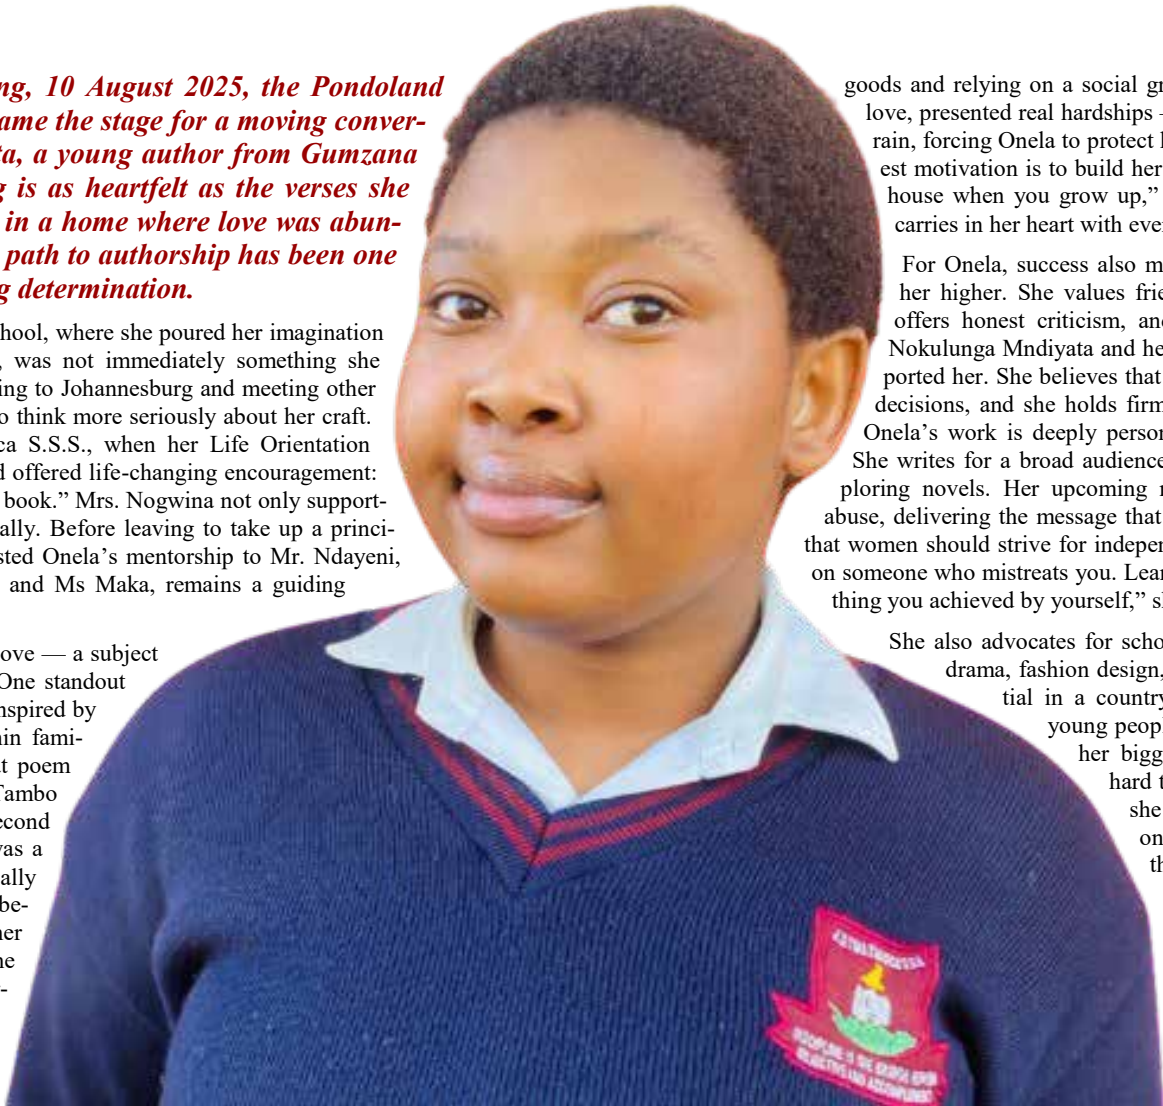 ng, 10 August 2025, the Pondoland
ame the stage for a moving conver-
ta, a young author from Gumzana
g is as heartfelt as the verses she
in a home where love was abun-
path to authorship has been one
g determination.
chool, where she poured her imagination
, was not immediately something she
ing to Johannesburg and meeting other
o think more seriously about her craft.
ca S.S.S., when her Life Orientation
d offered life-changing encouragement:
book.” Mrs. Nogwina not only support-
ally. Before leaving to take up a princi-
sted Onela’s mentorship to Mr. Ndayeni,
and Ms Maka, remains a guiding
ove — a subject
One standout
nspired by
in fami-
t poem
Tambo
econd
was a
ally
be-
her
he
-
goods and relying on a social gr
love, presented real hardships -
rain, forcing Onela to protect
est motivation is to build her
house when you grow up,”
carries in her heart with eve
For Onela, success also m
her higher. She values frie
offers honest criticism, and
Nokulunga Mndiyata and he
ported her. She believes that
decisions, and she holds firm
Onela’s work is deeply person
She writes for a broad audience
ploring novels. Her upcoming
abuse, delivering the message that
that women should strive for indepen
on someone who mistreats you. Lear
thing you achieved by yourself,” s
She also advocates for scho
drama, fashion design,
tial in a country
young peop
her bigg
hard t
she
on
th
DISCIPLINE IS THE BRIDGE